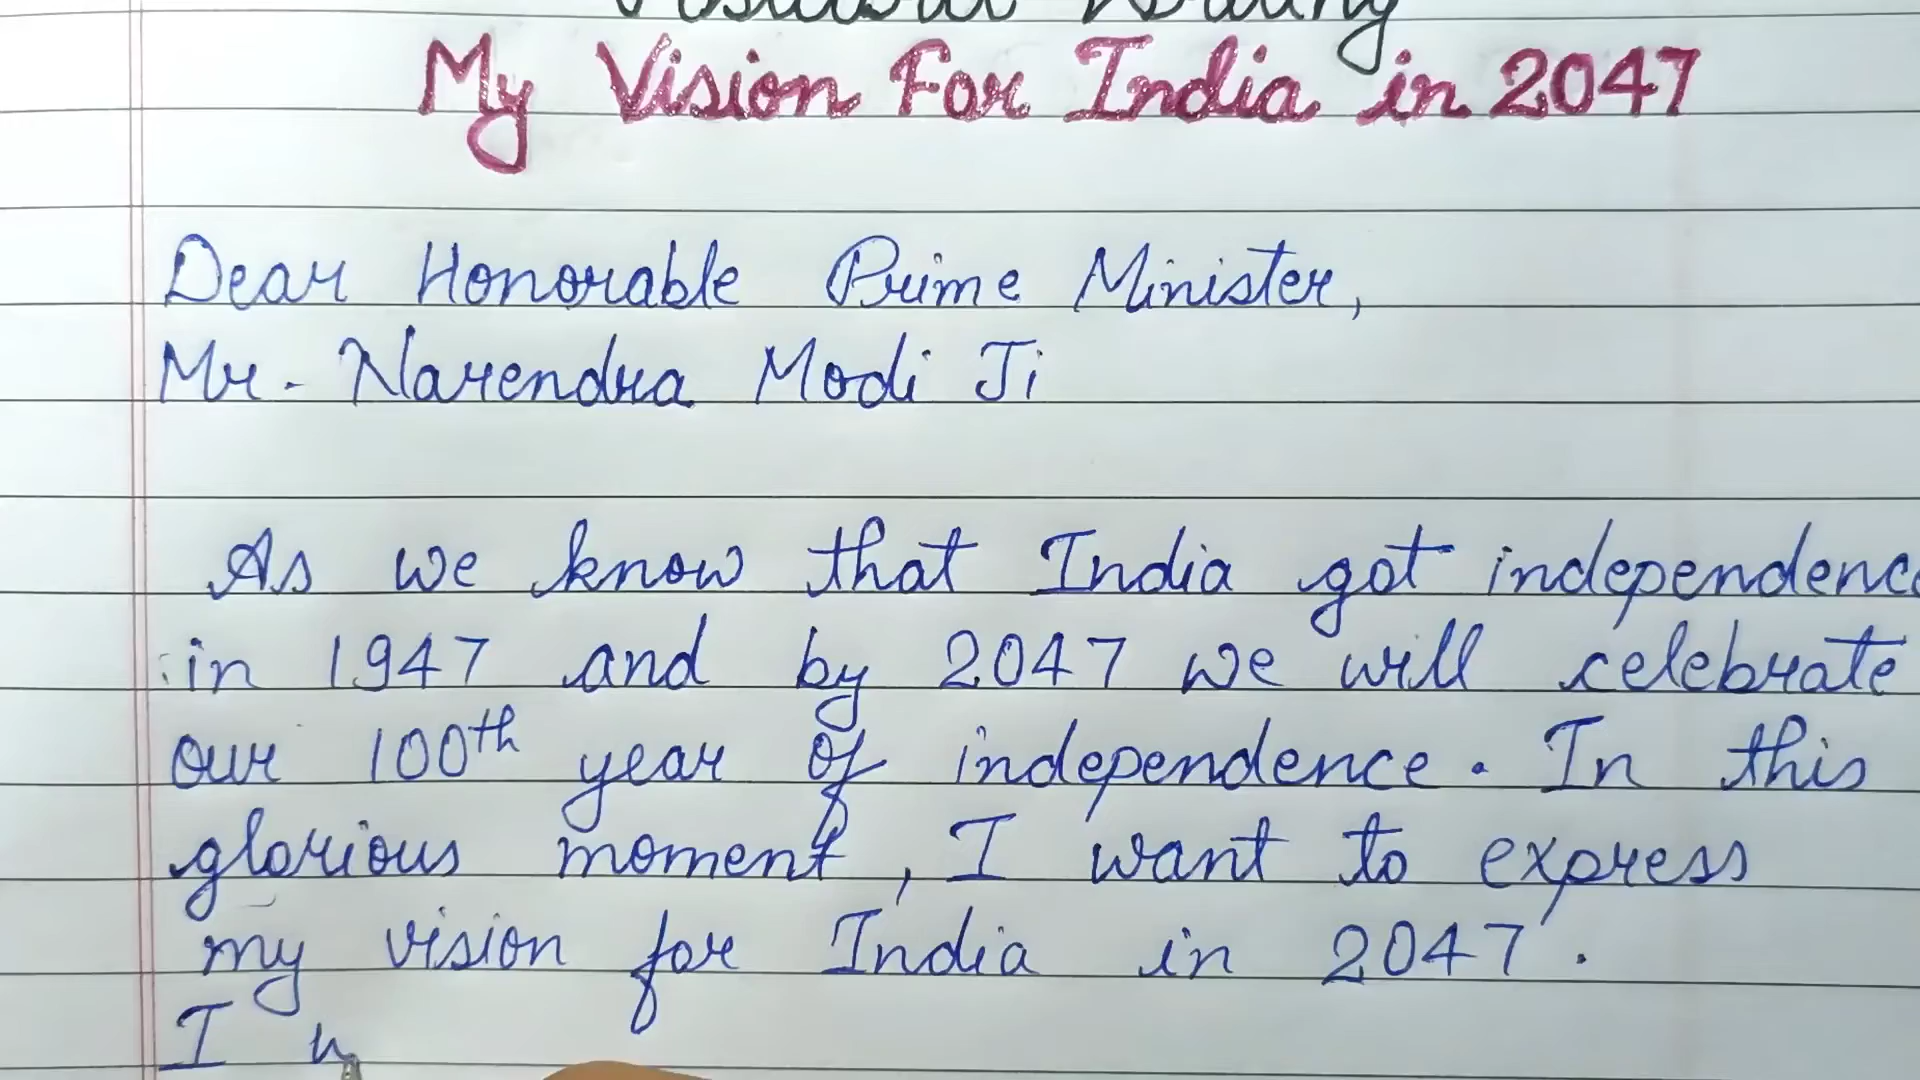 My Vision For India in 2047
Dear Honorable Prime Minister,
Mr. Narendra Modi Ji
As we know that India got independence
in 1947 and by 2047 we will celebrate
our 100th year of independence. In this
glorious moment, I want to express
my vision for India in 2047.
I